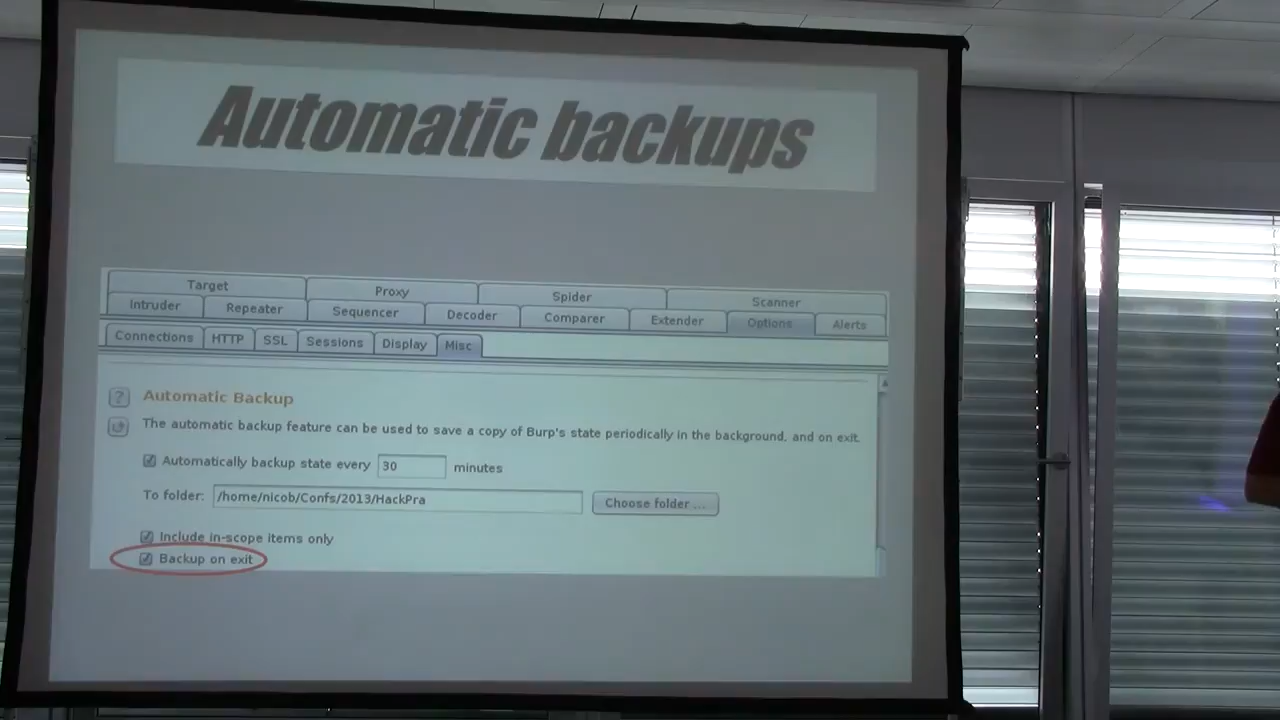 Automatic backups
Target Proxy Spider Scanner
Intruder Repeater Sequencer Decoder Comparer Extender Options Alerts
Connections HTTP SSL Sessions Display Misc
? Automatic Backup
The automatic backup feature can be used to save a copy of Burp's state periodically in the background, and on exit.
Automatically backup state every 30 minutes
To folder: /home/nicob/Confs/2013/HackPra Choose folder ...
Include in-scope items only
Backup on exit